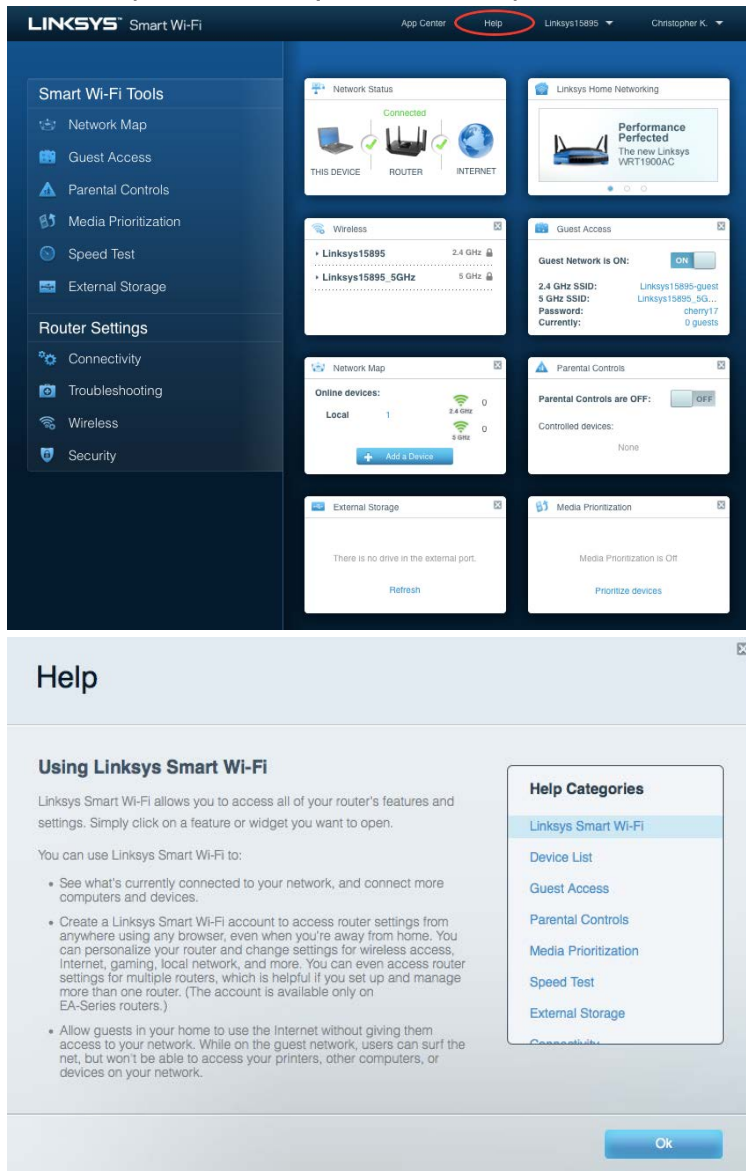 LINKSYS™ Smart Wi-Fi
App Center
Help
Linksys15895
Christopher K.
Smart Wi-Fi Tools
Network Map
Guest Access
Parental Controls
Media Prioritization
Speed Test
External Storage
Router Settings
Connectivity
Troubleshooting
Wireless
Security
Network Status
Connected
THIS DEVICE
ROUTER
INTERNET
Linksys Home Networking
Performance
Perfected
The new Linksys
WRT1900AC
Wireless
Linksys15895 2.4 GHz
Linksys15895_5GHz 5 GHz
Guest Access
Guest Network is ON: ON
2.4 GHz SSID: Linksys15895-guest
5 GHz SSID: Linksys15895_5G...
Password: cherry17
Currently: 0 guests
Network Map
Online devices:
Local 1
0
2.4 GHz
0
5 GHz
Add a Device
Parental Controls
Parental Controls are OFF: OFF
Controlled devices:
None
External Storage
There is no drive in the external port.
Refresh
Media Prioritization
Media Prioritization is Off
Prioritize devices
Help
Using Linksys Smart Wi-Fi
Linksys Smart Wi-Fi allows you to access all of your router's features and
settings. Simply click on a feature or widget you want to open.
You can use Linksys Smart Wi-Fi to:
• See what's currently connected to your network, and connect more
computers and devices.
• Create a Linksys Smart Wi-Fi account to access router settings from
anywhere using any browser, even when you're away from home. You
can personalize your router and change settings for wireless access,
Internet, gaming, local network, and more. You can even access router
settings for multiple routers, which is helpful if you set up and manage
more than one router. (The account is available only on
EA-Series routers.)
• Allow guests in your home to use the Internet without giving them
access to your network. While on the guest network, users can surf the
net, but won't be able to access your printers, other computers, or
devices on your network.
Help Categories
Linksys Smart Wi-Fi
Device List
Guest Access
Parental Controls
Media Prioritization
Speed Test
External Storage
Connectivity
Ok